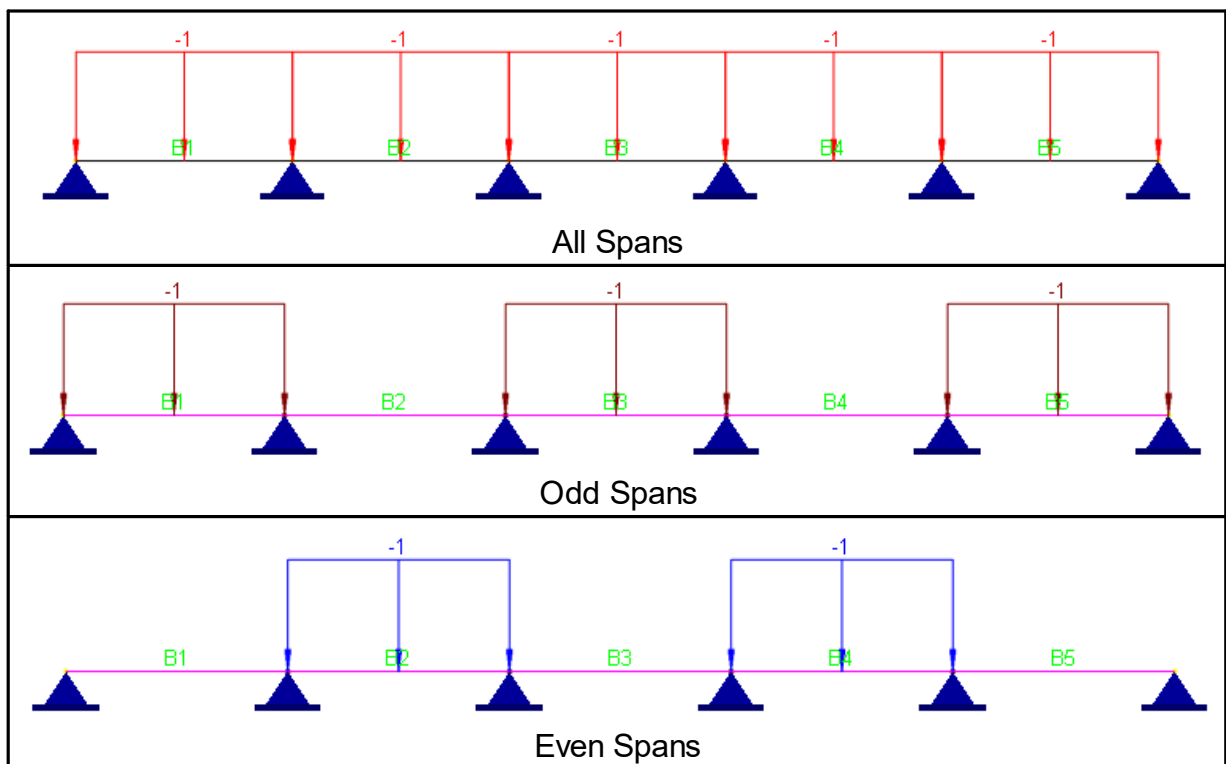 -1 -1 -1 -1 -1
B1 B2 B3 B4 B5
All Spans
-1 -1 -1
B1 B2 B3 B4 B5
Odd Spans
-1 -1
B1 B2 B3 B4 B5
Even Spans